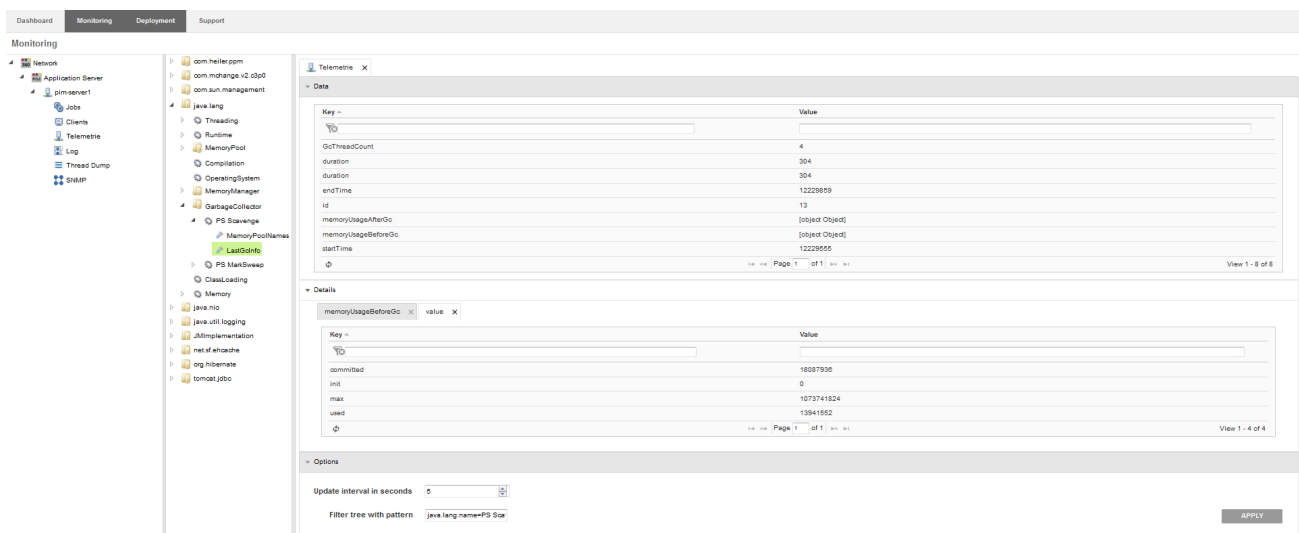 Dashboard Monitoring Deployment Support
Monitoring
Network
Application Server
pim-server1
Jobs
Clients
Telemetrie
Log
Thread Dump
SNMP
com.heiler.ppm
com.mchange.v2.c3p0
com.sun.management
java.lang
Threading
Runtime
MemoryPool
Compilation
OperatingSystem
MemoryManager
GarbageCollector
PS Scavenge
MemoryPoolNames
LastGcInfo
PS MarkSweep
ClassLoading
Memory
java.nio
java.util.logging
JMImplementation
net.sf.ehcache
org.hibernate
tomcat.jdbc
Telemetrie x
Data
Key Value
GcThreadCount 4
duration 304
duration 304
endTime 12229859
id 13
memoryUsageAfterGc [object Object]
memoryUsageBeforeGc [object Object]
startTime 12229555
Page 1 of 1 View 1 - 8 of 8
Details
memoryUsageBeforeGc x value x
Key Value
committed 18087936
init 0
max 1073741824
used 13941552
Page 1 of 1 View 1 - 4 of 4
Options
Update interval in seconds 5
Filter tree with pattern java.lang:name=PS Sca
APPLY